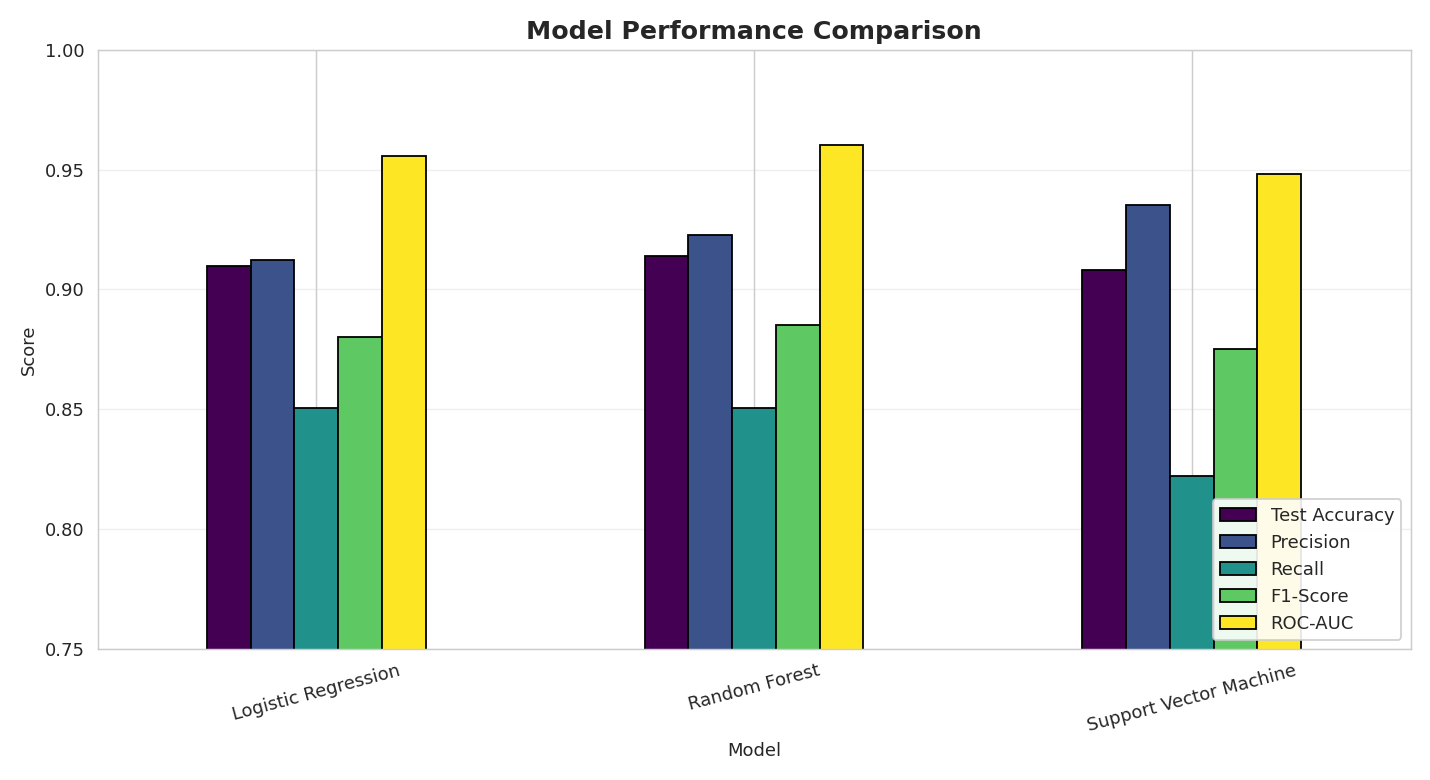 Model Performance Comparison
Score
1.00
0.95
0.90
0.85
0.80
0.75
Test Accuracy
Precision
Recall
F1-Score
ROC-AUC
Logistic Regression
Random Forest
Support Vector Machine
Model